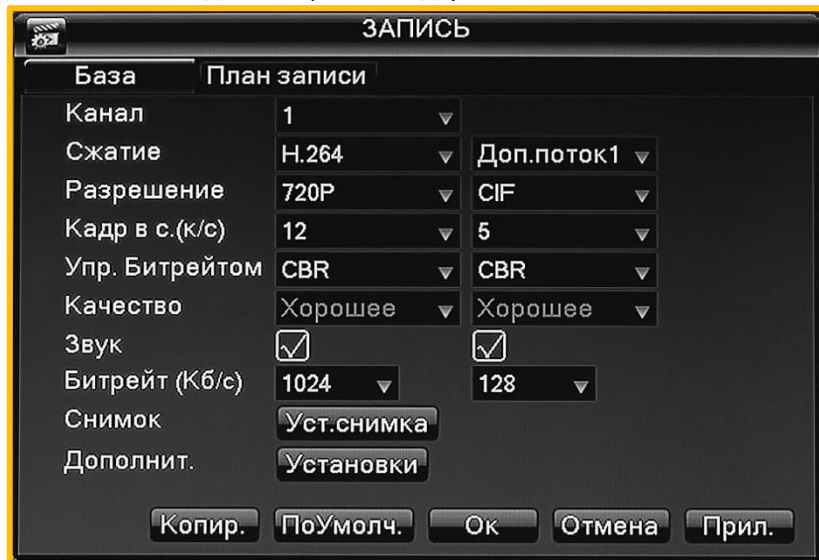 ЗАПИСЬ
База План записи
Канал 1
Сжатие H.264 Доп.поток1
Разрешение 720P CIF
Кадр в с.(к/с) 12 5
Упр. Битрейтом CBR CBR
Качество Хорошее Хорошее
Звук
Битрейт (Кб/с) 1024 128
Снимок Уст.снимка
Дополнит. Установки
Копир. ПоУмолч. Ок Отмена Прил.